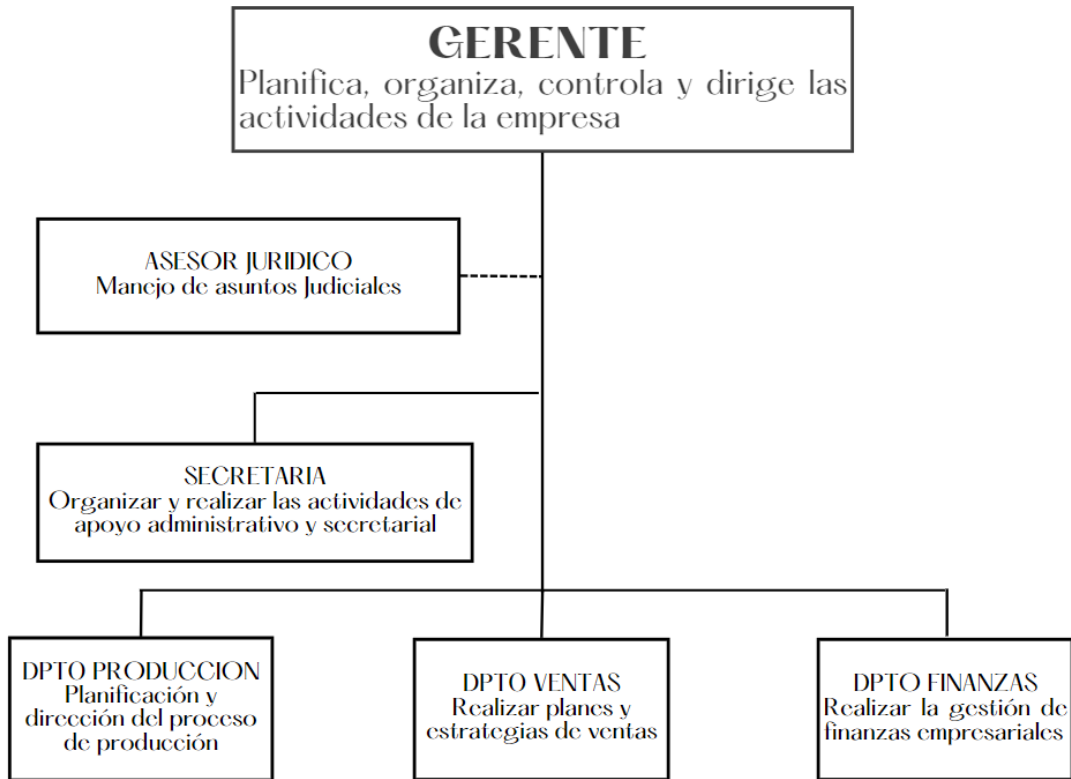 GERENTE
Planifica, organiza, controla y dirige las
actividades de la empresa
ASESOR JURIDICO
Manejo de asuntos Judiciales
SECRETARIA
Organizar y realizar las actividades de
apoyo administrativo y secretarial
DPTO PRODUCCION
Planificación y
dirección del proceso
de producción
DPTO VENTAS
Realizar planes y
estrategias de ventas
DPTO FINANZAS
Realizar la gestión de
finanzas empresariales